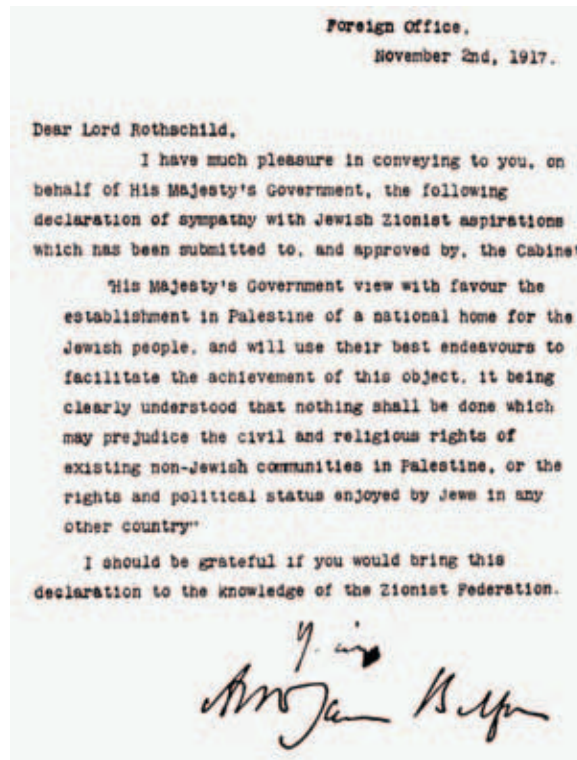 Foreign Office,
November 2nd, 1917.
Dear Lord Rothschild,
I have much pleasure in conveying to you, on
behalf of His Majesty's Government, the following
declaration of sympathy with Jewish Zionist aspirations
which has been submitted to, and approved by, the Cabinet
"His Majesty's Government view with favour the
establishment in Palestine of a national home for the
Jewish people, and will use their best endeavours to
facilitate the achievement of this object, it being
clearly understood that nothing shall be done which
may prejudice the civil and religious rights of
existing non-Jewish communities in Palestine, or the
rights and political status enjoyed by Jews in any
other country"
I should be grateful if you would bring this
declaration to the knowledge of the Zionist Federation.